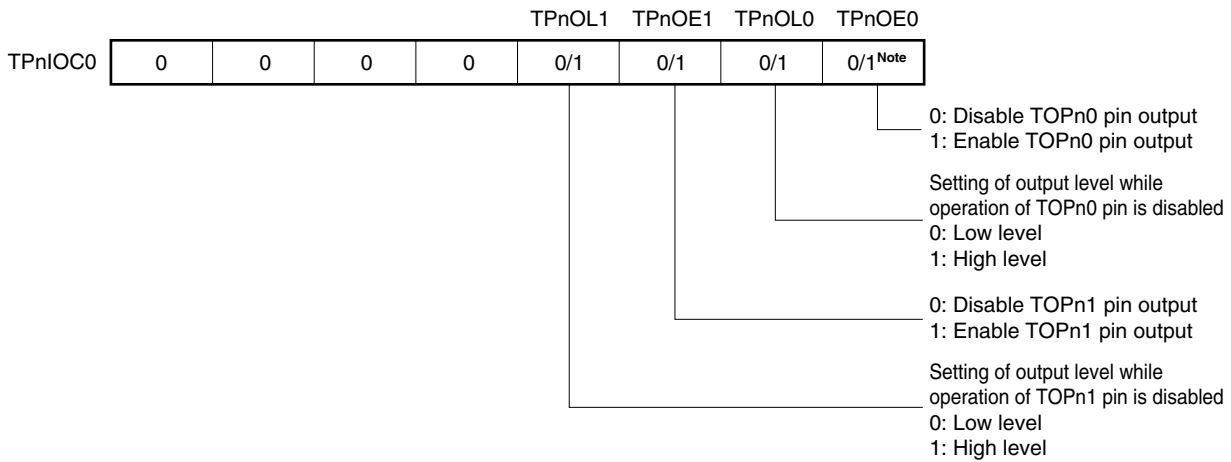 TPnOL1 TPnOE1 TPnOL0 TPnOE0
TPnIOC0 0 0 0 0 0/1 0/1 0/1 0/1Note
0: Disable TOPn0 pin output
1: Enable TOPn0 pin output
Setting of output level while
operation of TOPn0 pin is disabled
0: Low level
1: High level
0: Disable TOPn1 pin output
1: Enable TOPn1 pin output
Setting of output level while
operation of TOPn1 pin is disabled
0: Low level
1: High level